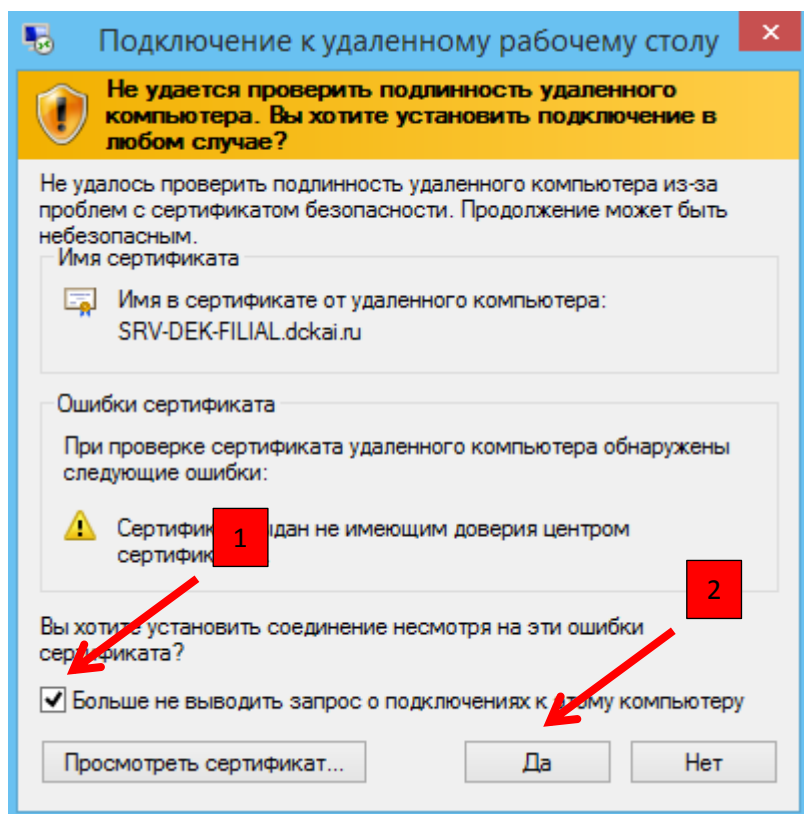 Подключение к удаленному рабочему столу
Не удается проверить подлинность удаленного
компьютера. Вы хотите установить подключение в
любом случае?
Не удалось проверить подлинность удаленного компьютера из-за
проблем с сертификатом безопасности. Продолжение может быть
небезопасным.
Имя сертификата
Имя в сертификате от удаленного компьютера:
SRV-DEK-FILIAL.dckai.ru
Ошибки сертификата
При проверке сертификата удаленного компьютера обнаружены
следующие ошибки:
не имеющим доверия центром
1
2
Вы хотите установить соединение несмотря на эти ошибки
сертификата?
Больше не выводить запрос о подключениях к этому компьютеру
Просмотреть сертификат...
Да
Нет